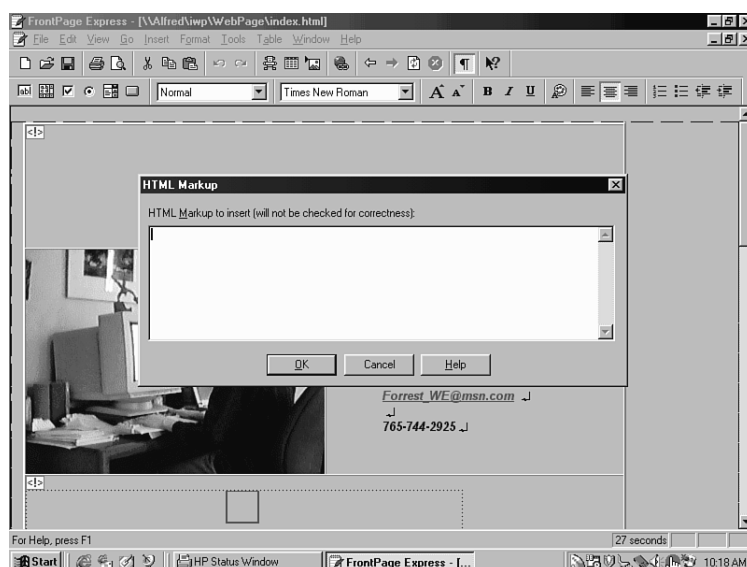 FrontPage Express - [\\Alfred\iwp\WebPage\index.html]
File Edit View Go Insert Format Tools Table Window Help
Normal Times New Roman A A B I U
<!>
HTML Markup
HTML Markup to insert (will not be checked for correctness):
OK Cancel Help
Forrest_WE@msn.com
765-744-2925
<!>
For Help, press F1 27 seconds
Start HP Status Window FrontPage Express - [... 10:18 AM